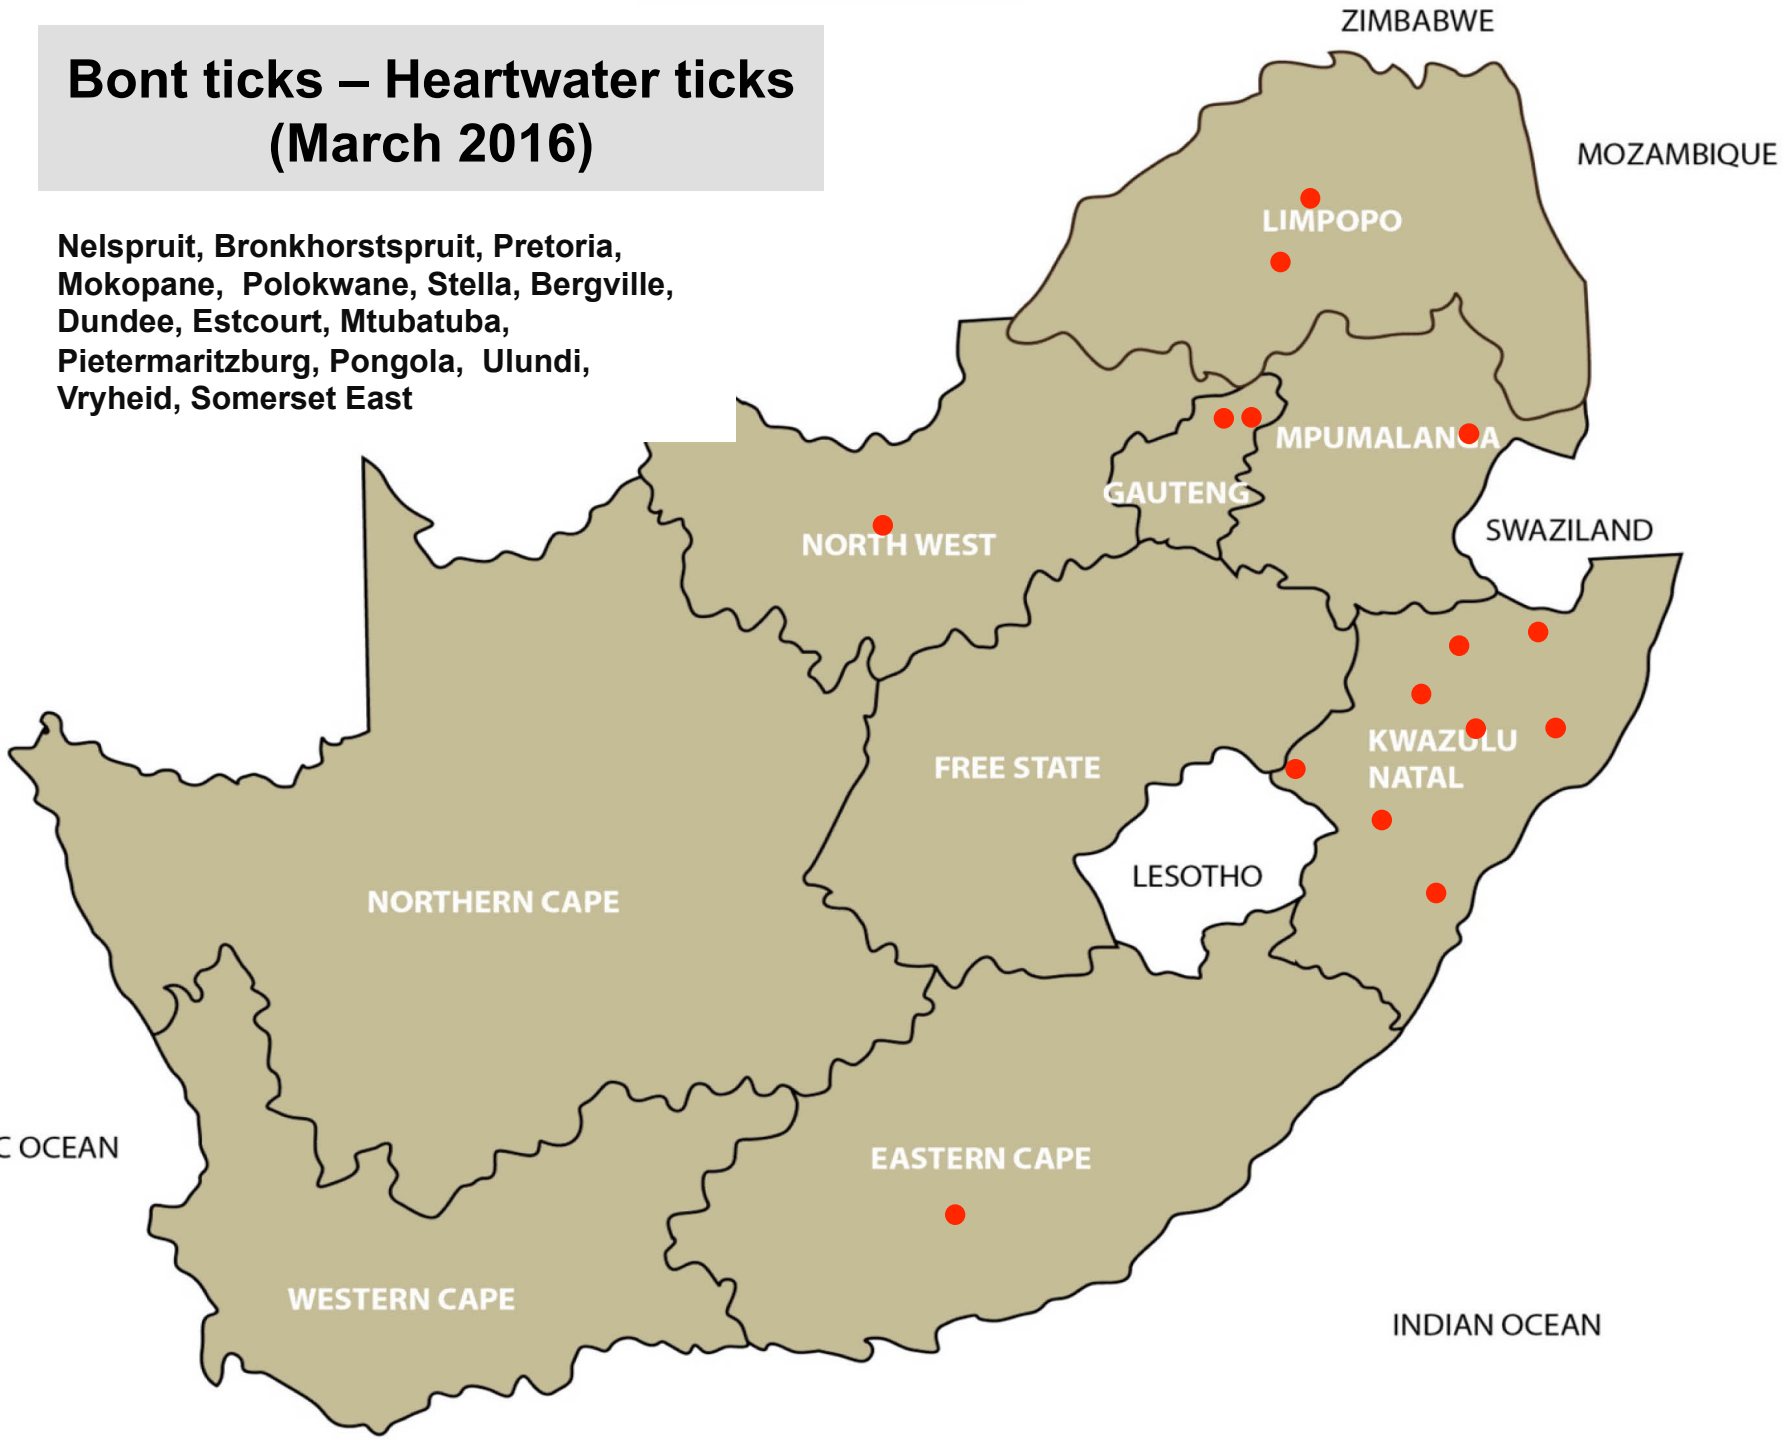 Bont ticks – Heartwater ticks
(March 2016)
Nelspruit, Bronkhorstspruit, Pretoria,
Mokopane,  Polokwane, Stella, Bergville,
Dundee, Estcourt, Mtubatuba,
Pietermaritzburg, Pongola,  Ulundi,
Vryheid, Somerset East
ZIMBABWE
MOZAMBIQUE
LIMPOPO
MPUMALANGA
GAUTENG
SWAZILAND
NORTH WEST
KWAZULU
NATAL
FREE STATE
LESOTHO
NORTHERN CAPE
C OCEAN
EASTERN CAPE
WESTERN CAPE
INDIAN OCEAN